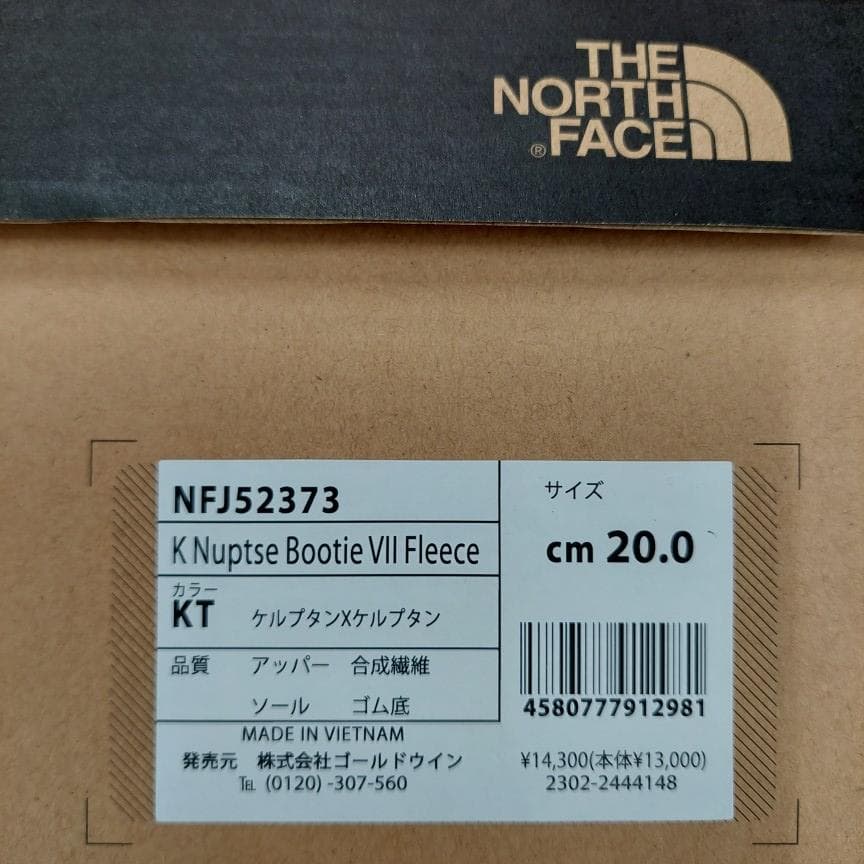 THE
NORTH
® FACE
NFJ52373
K Nuptse Bootie VII Fleece
カラー
KT ケルプタンXケルプタン
品質 アッパー 合成繊維
ソール ゴム底
MADE IN VIETNAM
発売元 株式会社ゴールドウイン
℡ (0120) -307-560
サイズ
cm 20.0
4580777912981
¥14,300(本体¥13,000)
2302-2444148